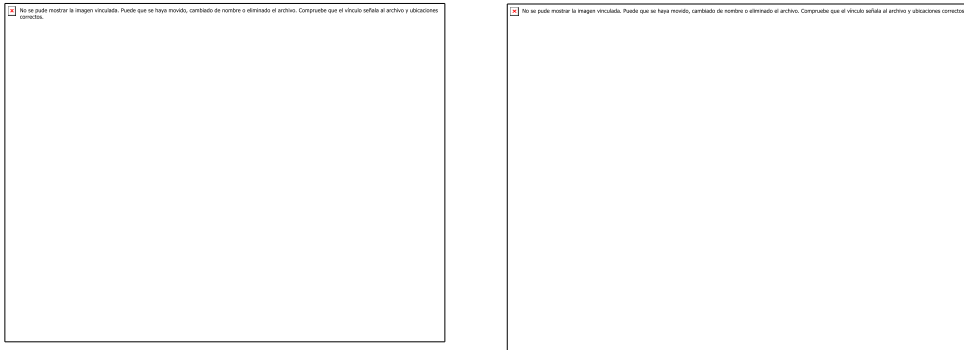 No se pude mostrar la imagen vinculada. Puede que se haya movido, cambiado de nombre o eliminado el archivo. Compruebe que el vínculo señala al archivo y ubicaciones
correctos.
No se pude mostrar la imagen vinculada. Puede que se haya movido, cambiado de nombre o eliminado el archivo. Compruebe que el vínculo señala al archivo y ubicaciones correctos